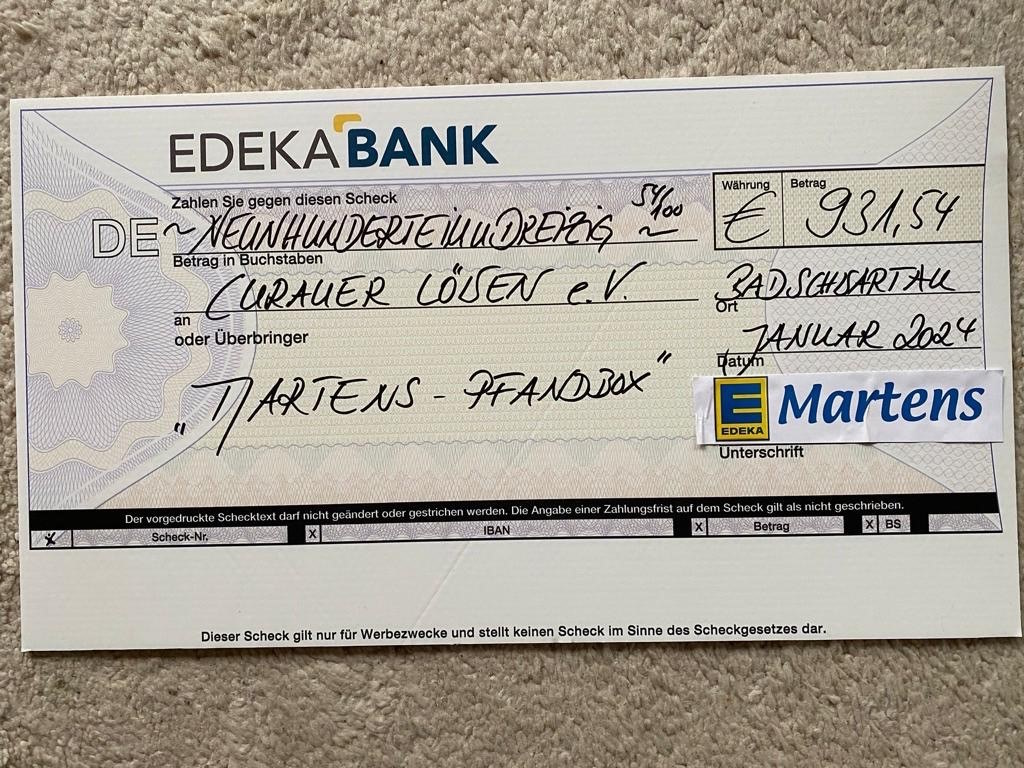 EDEKA BANK
Zahlen Sie gegen diesen Scheck
DE
~ NEUNHUNDERTEINUNDREIßIG 54/100 ~
Währung
€
Betrag
931,54
Betrag in Buchstaben
CURAUER LÖWEN e.V.
BAD SCHWARTAU
an
Ort
oder Überbringer
JANUAR 2024
Datum
"MARTENS - PFANDBOX"
E
EDEKA
Martens
Unterschrift
Der vorgedruckte Schecktext darf nicht geändert oder gestrichen werden. Die Angabe einer Zahlungsfrist auf dem Scheck gilt als nicht geschrieben.
X Scheck-Nr. X IBAN X Betrag X BS
Dieser Scheck gilt nur für Werbezwecke und stellt keinen Scheck im Sinne des Scheckgesetzes dar.